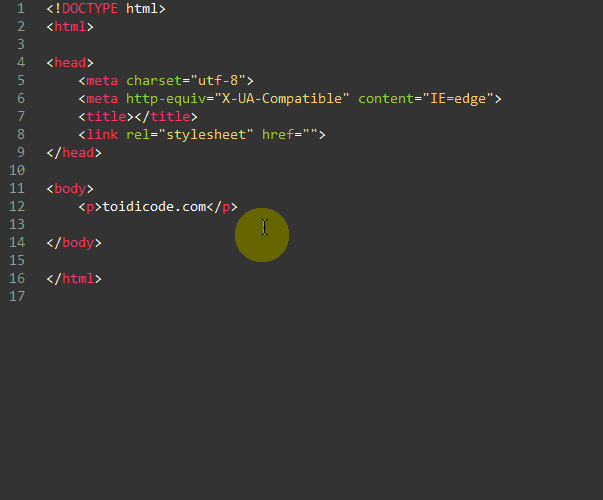 1 <!DOCTYPE html>
2 <html>
3
4 <head>
5     <meta charset="utf-8">
6     <meta http-equiv="X-UA-Compatible" content="IE=edge">
7     <title></title>
8     <link rel="stylesheet" href="">
9 </head>
10
11 <body>
12     <p>toidicode.com</p>
13
14 </body>
15
16 </html>
17